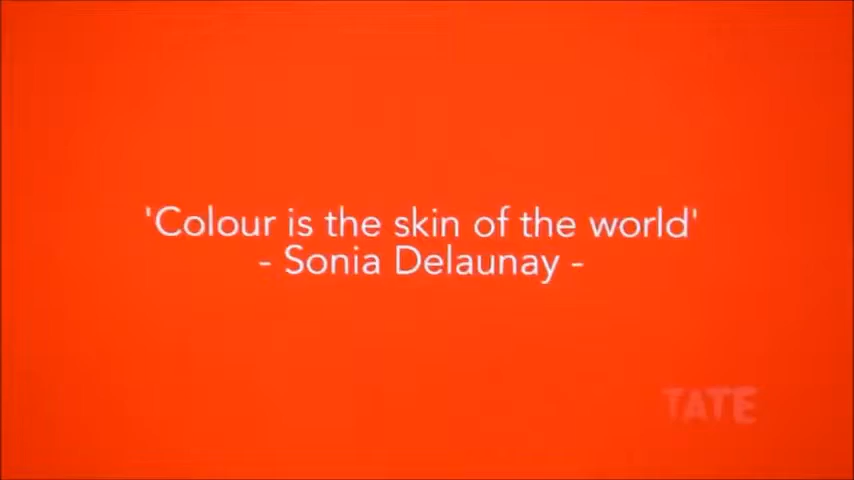 'Colour is the skin of the world'
- Sonia Delaunay -
TATE